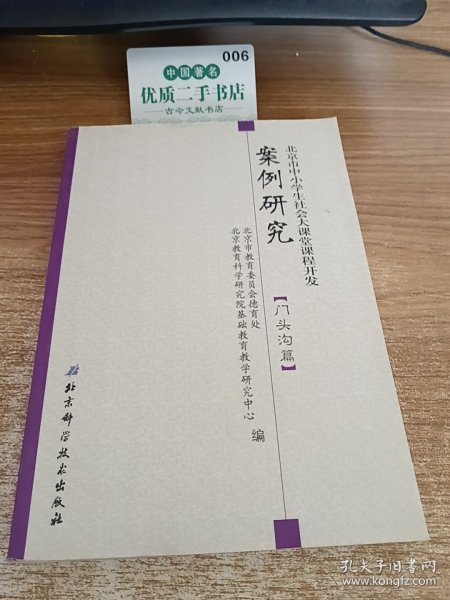 006
中国著名
优质二手书店
古今文献书店
北京市中小学生社会大课堂课程开发
案例研究
【门头沟篇】
北京市教育委员会德育处
北京教育科学研究院基础教育教学研究中心
编
北京科学技术出版社
孔夫子旧书网
www.kongfz.com